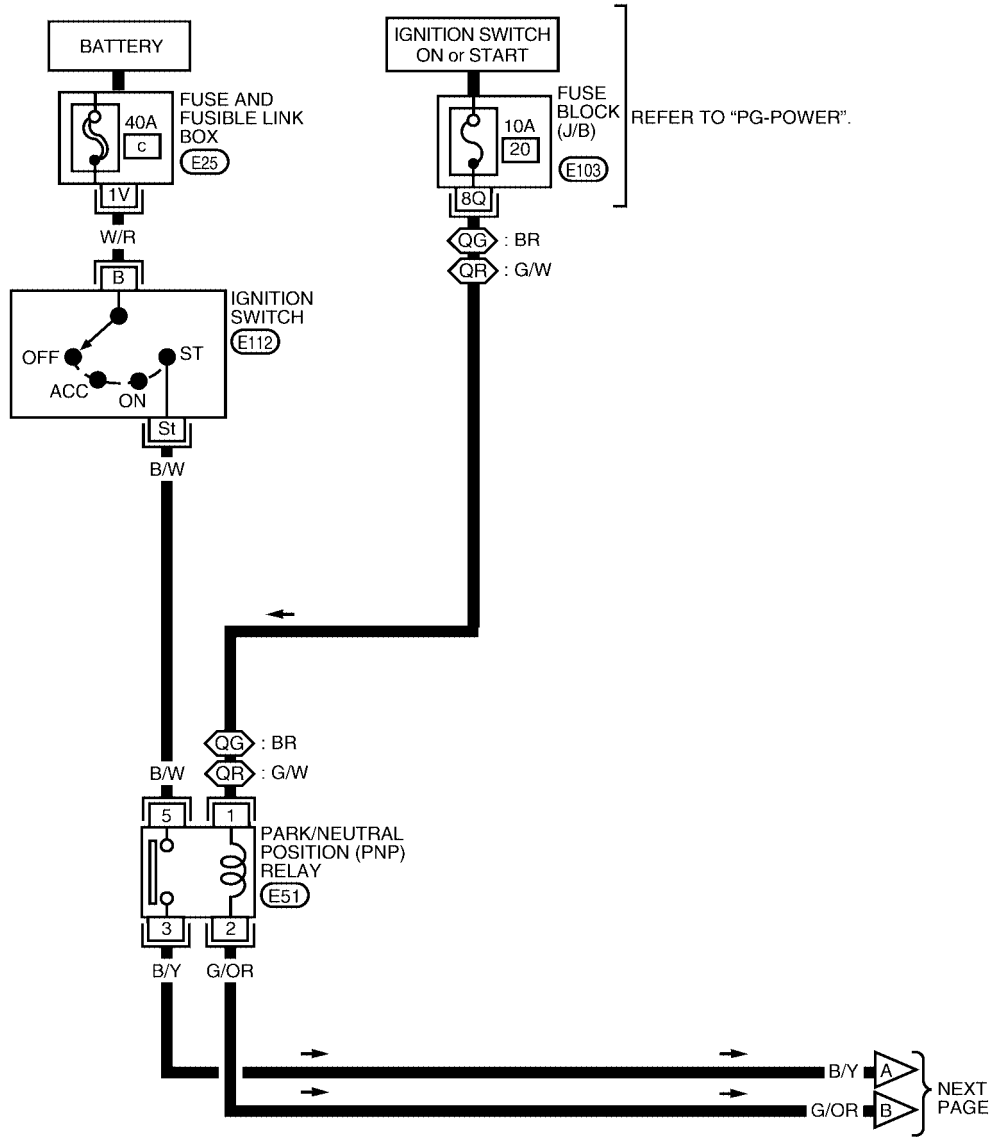 BATTERY
IGNITION SWITCH
ON or START
40A
c
FUSE AND
FUSIBLE LINK
BOX
E25
10A
20
FUSE
BLOCK
(J/B)
E103
REFER TO “PG-POWER”.
1V
8Q
W/R
QG : BR
QR : G/W
B
IGNITION
SWITCH
E112
OFF
ACC
ON
ST
St
B/W
QG : BR
B/W
QR : G/W
5
1
PARK/NEUTRAL
POSITION (PNP)
RELAY
E51
3
2
B/Y
G/OR
B/Y
A
G/OR
B
NEXT
PAGE